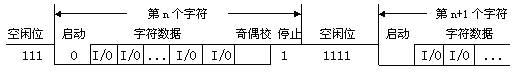 第 n 个字符 第 n+1 个字符
空闲位 启动 字符数据 奇偶校 停止 空闲位 启动 字符数据
111 0 I/0 I/0 ... I/0 I/0 1 1111 I/0 I/0 ...